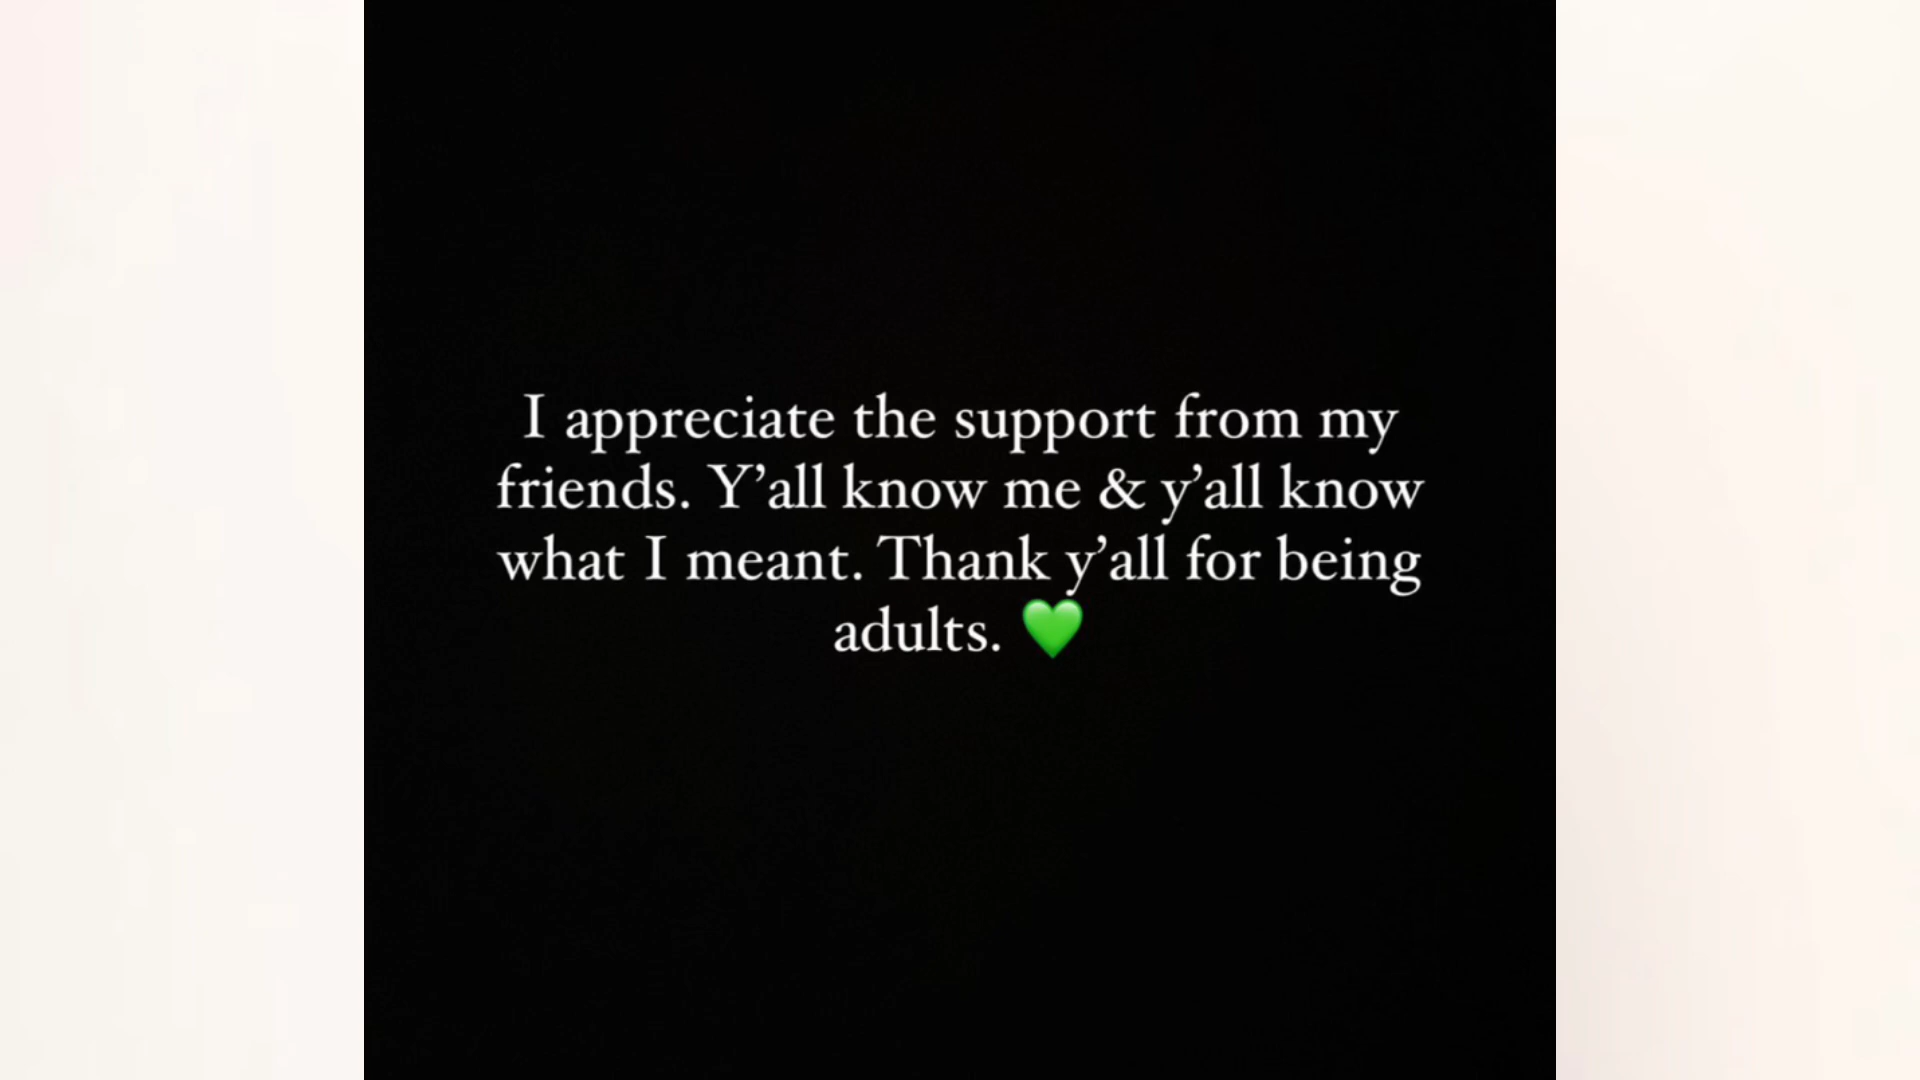 I appreciate the support from my
friends. Y’all know me & y’all know
what I meant. Thank y’all for being
adults. 💚